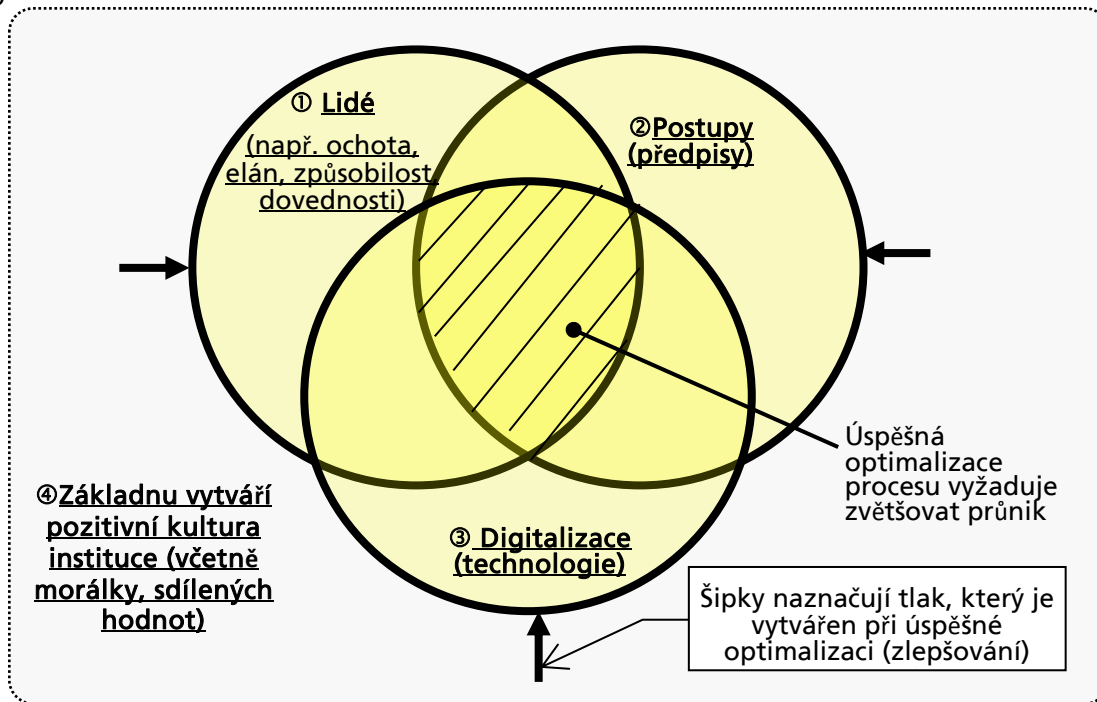 ① Lidé
(např. ochota,
elán, způsobilost,
dovednosti)
②Postupy
(předpisy)
Úspěšná
optimalizace
procesu vyžaduje
zvětšovat průnik
④Základnu vytváří
pozitivní kultura
instituce (včetně
morálky, sdílených
hodnot)
③ Digitalizace
(technologie)
Šipky naznačují tlak, který je
vytvářen při úspěšné
optimalizaci (zlepšování)